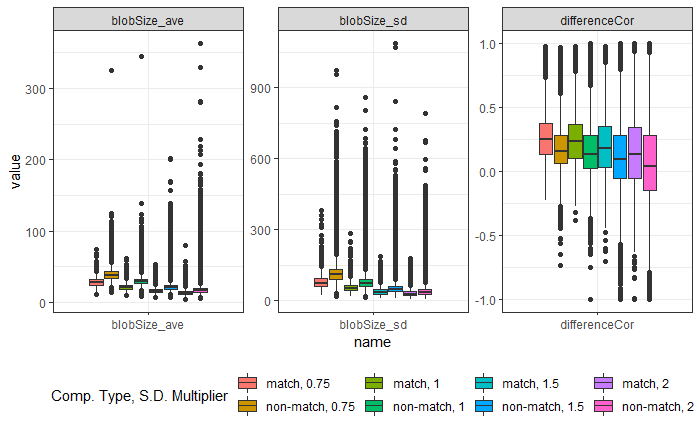 blobSize_ave
blobSize_sd
differenceCor
value
300
200
100
0
900
600
300
0
1.0
0.5
0.0
-0.5
-1.0
blobSize_ave
blobSize_sd
differenceCor
name
Comp. Type, S.D. Multiplier
match, 0.75
match, 1
match, 1.5
match, 2
non-match, 0.75
non-match, 1
non-match, 1.5
non-match, 2